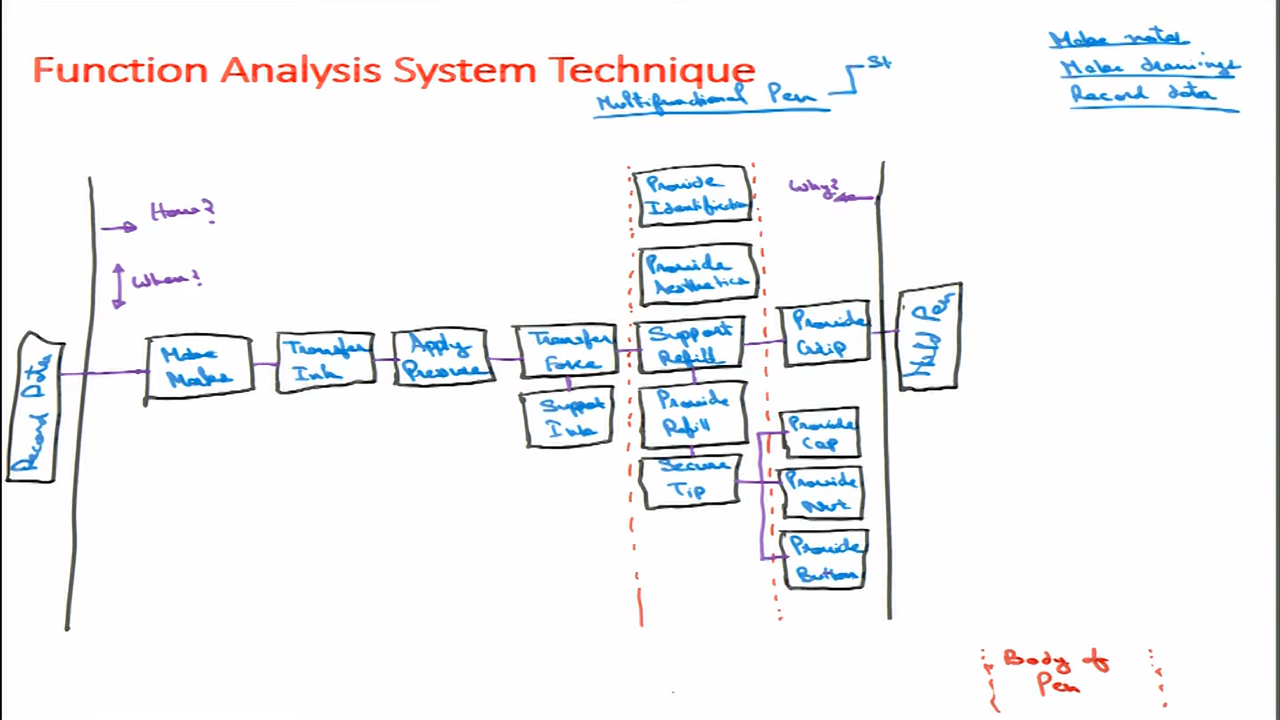 Function Analysis System Technique
Multifunctional Pen
St
Make notes
Make drawings
Record data
How?
When?
Why?
Record Data
Make
Marks
Transfer
Ink
Apply
Pressure
Transfer
Force
Support
Ink
Provide
Identification
Provide
Aesthetics
Support
Refill
Provide
Refill
Secure
Tip
Provide
Grip
Provide
Cap
Provide
Nut
Provide
Button
Hold Pen
Body of
Pen